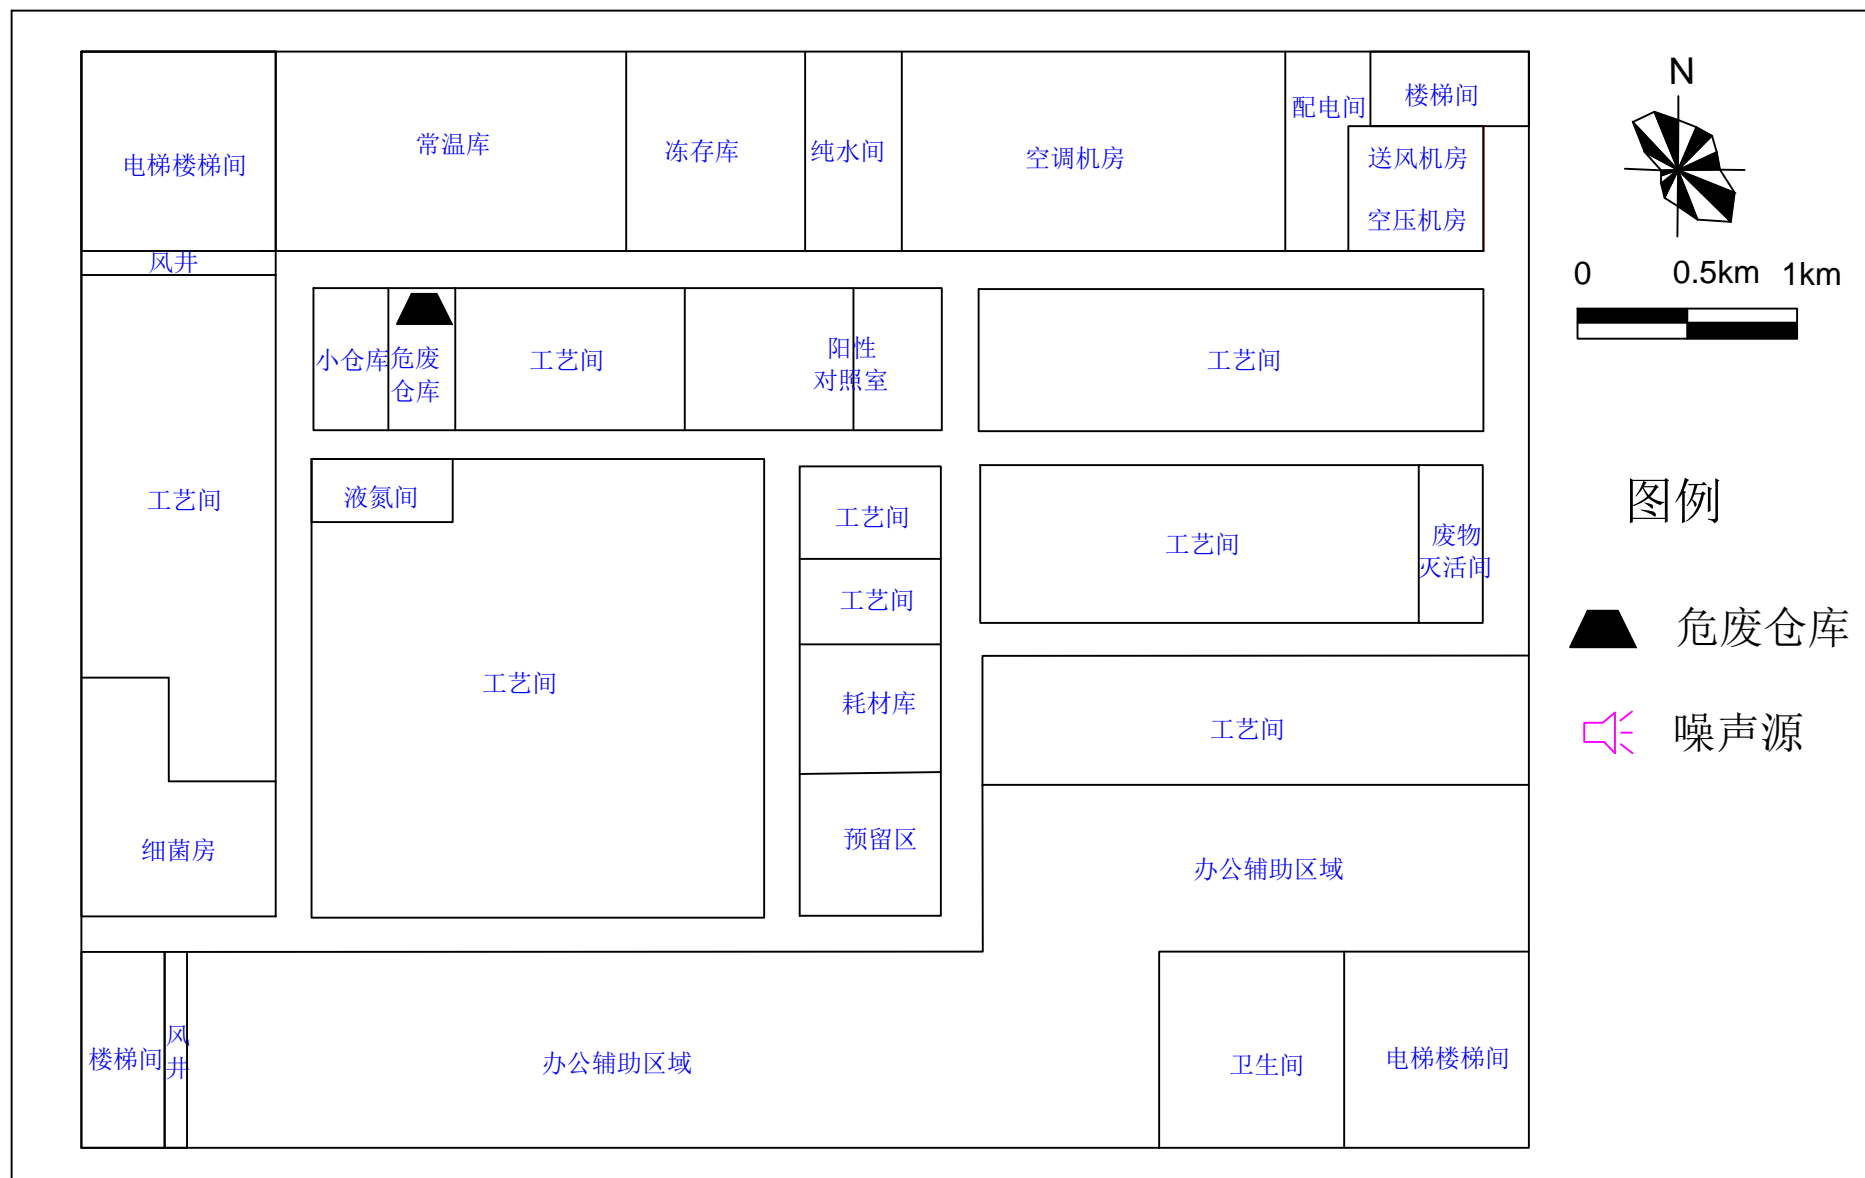 N
0 0.5km 1km
电梯楼梯间
常温库
冻存库
纯水间
空调机房
配电间
楼梯间
送风机房
空压机房
风井
小仓库
危废
仓库
工艺间
阳性
对照室
工艺间
工艺间
液氮间
工艺间
工艺间
工艺间
废物
灭活间
工艺间
耗材库
工艺间
预留区
细菌房
办公辅助区域
楼梯间
风
井
办公辅助区域
卫生间
电梯楼梯间
图例
危废仓库
噪声源